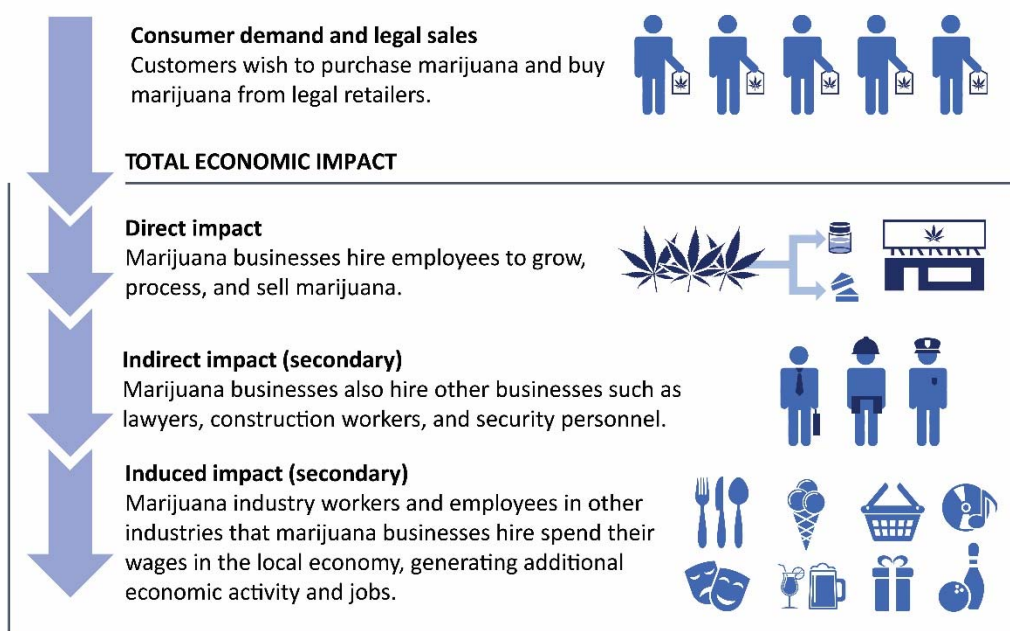 Consumer demand and legal sales
Customers wish to purchase marijuana and buy
marijuana from legal retailers.
TOTAL ECONOMIC IMPACT
Direct impact
Marijuana businesses hire employees to grow,
process, and sell marijuana.
Indirect impact (secondary)
Marijuana businesses also hire other businesses such as
lawyers, construction workers, and security personnel.
Induced impact (secondary)
Marijuana industry workers and employees in other
industries that marijuana businesses hire spend their
wages in the local economy, generating additional
economic activity and jobs.